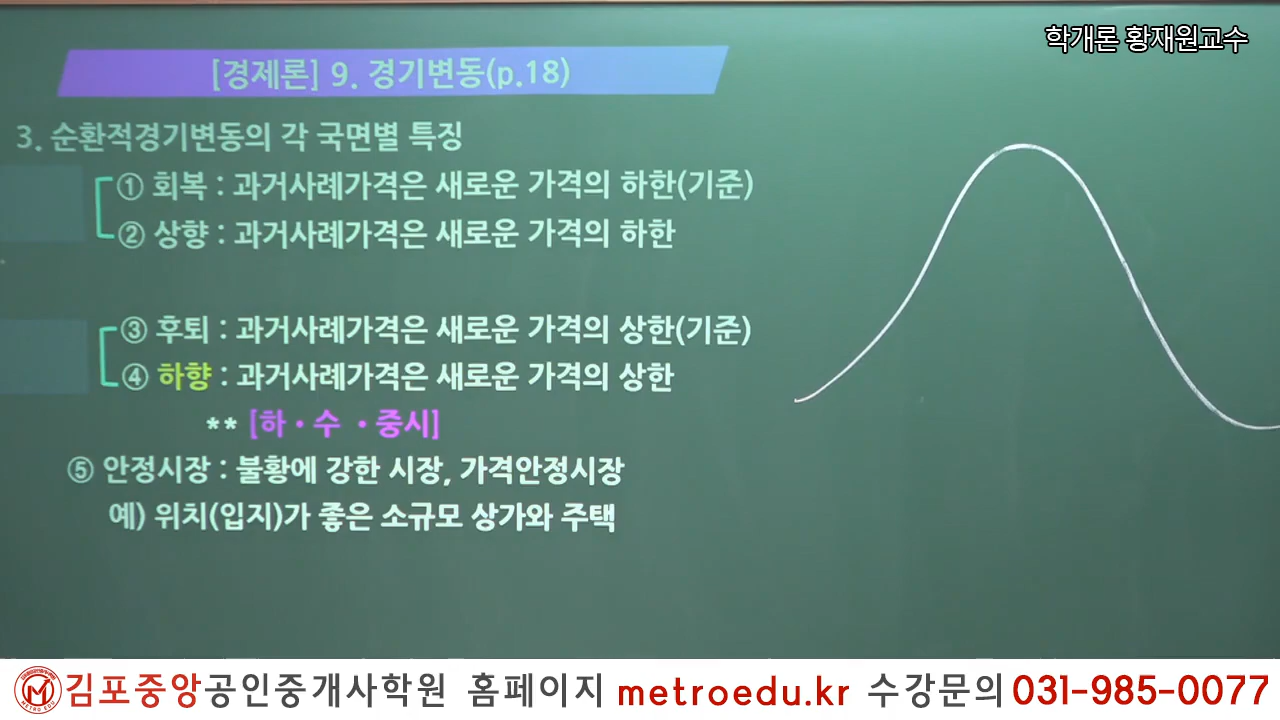 학개론 황재원교수
[경제론] 9. 경기변동(p.18)
3. 순환적경기변동의 각 국면별 특징
① 회복 : 과거사례가격은 새로운 가격의 하한(기준)
② 상향 : 과거사례가격은 새로운 가격의 하한
③ 후퇴 : 과거사례가격은 새로운 가격의 상한(기준)
④ 하향 : 과거사례가격은 새로운 가격의 상한
** [하・수 ・중시]
⑤ 안정시장 : 불황에 강한 시장, 가격안정시장
예) 위치(입지)가 좋은 소규모 상가와 주택
METRO EDU 김포중앙공인중개사학원 홈페이지 metroedu.kr 수강문의 031-985-0077